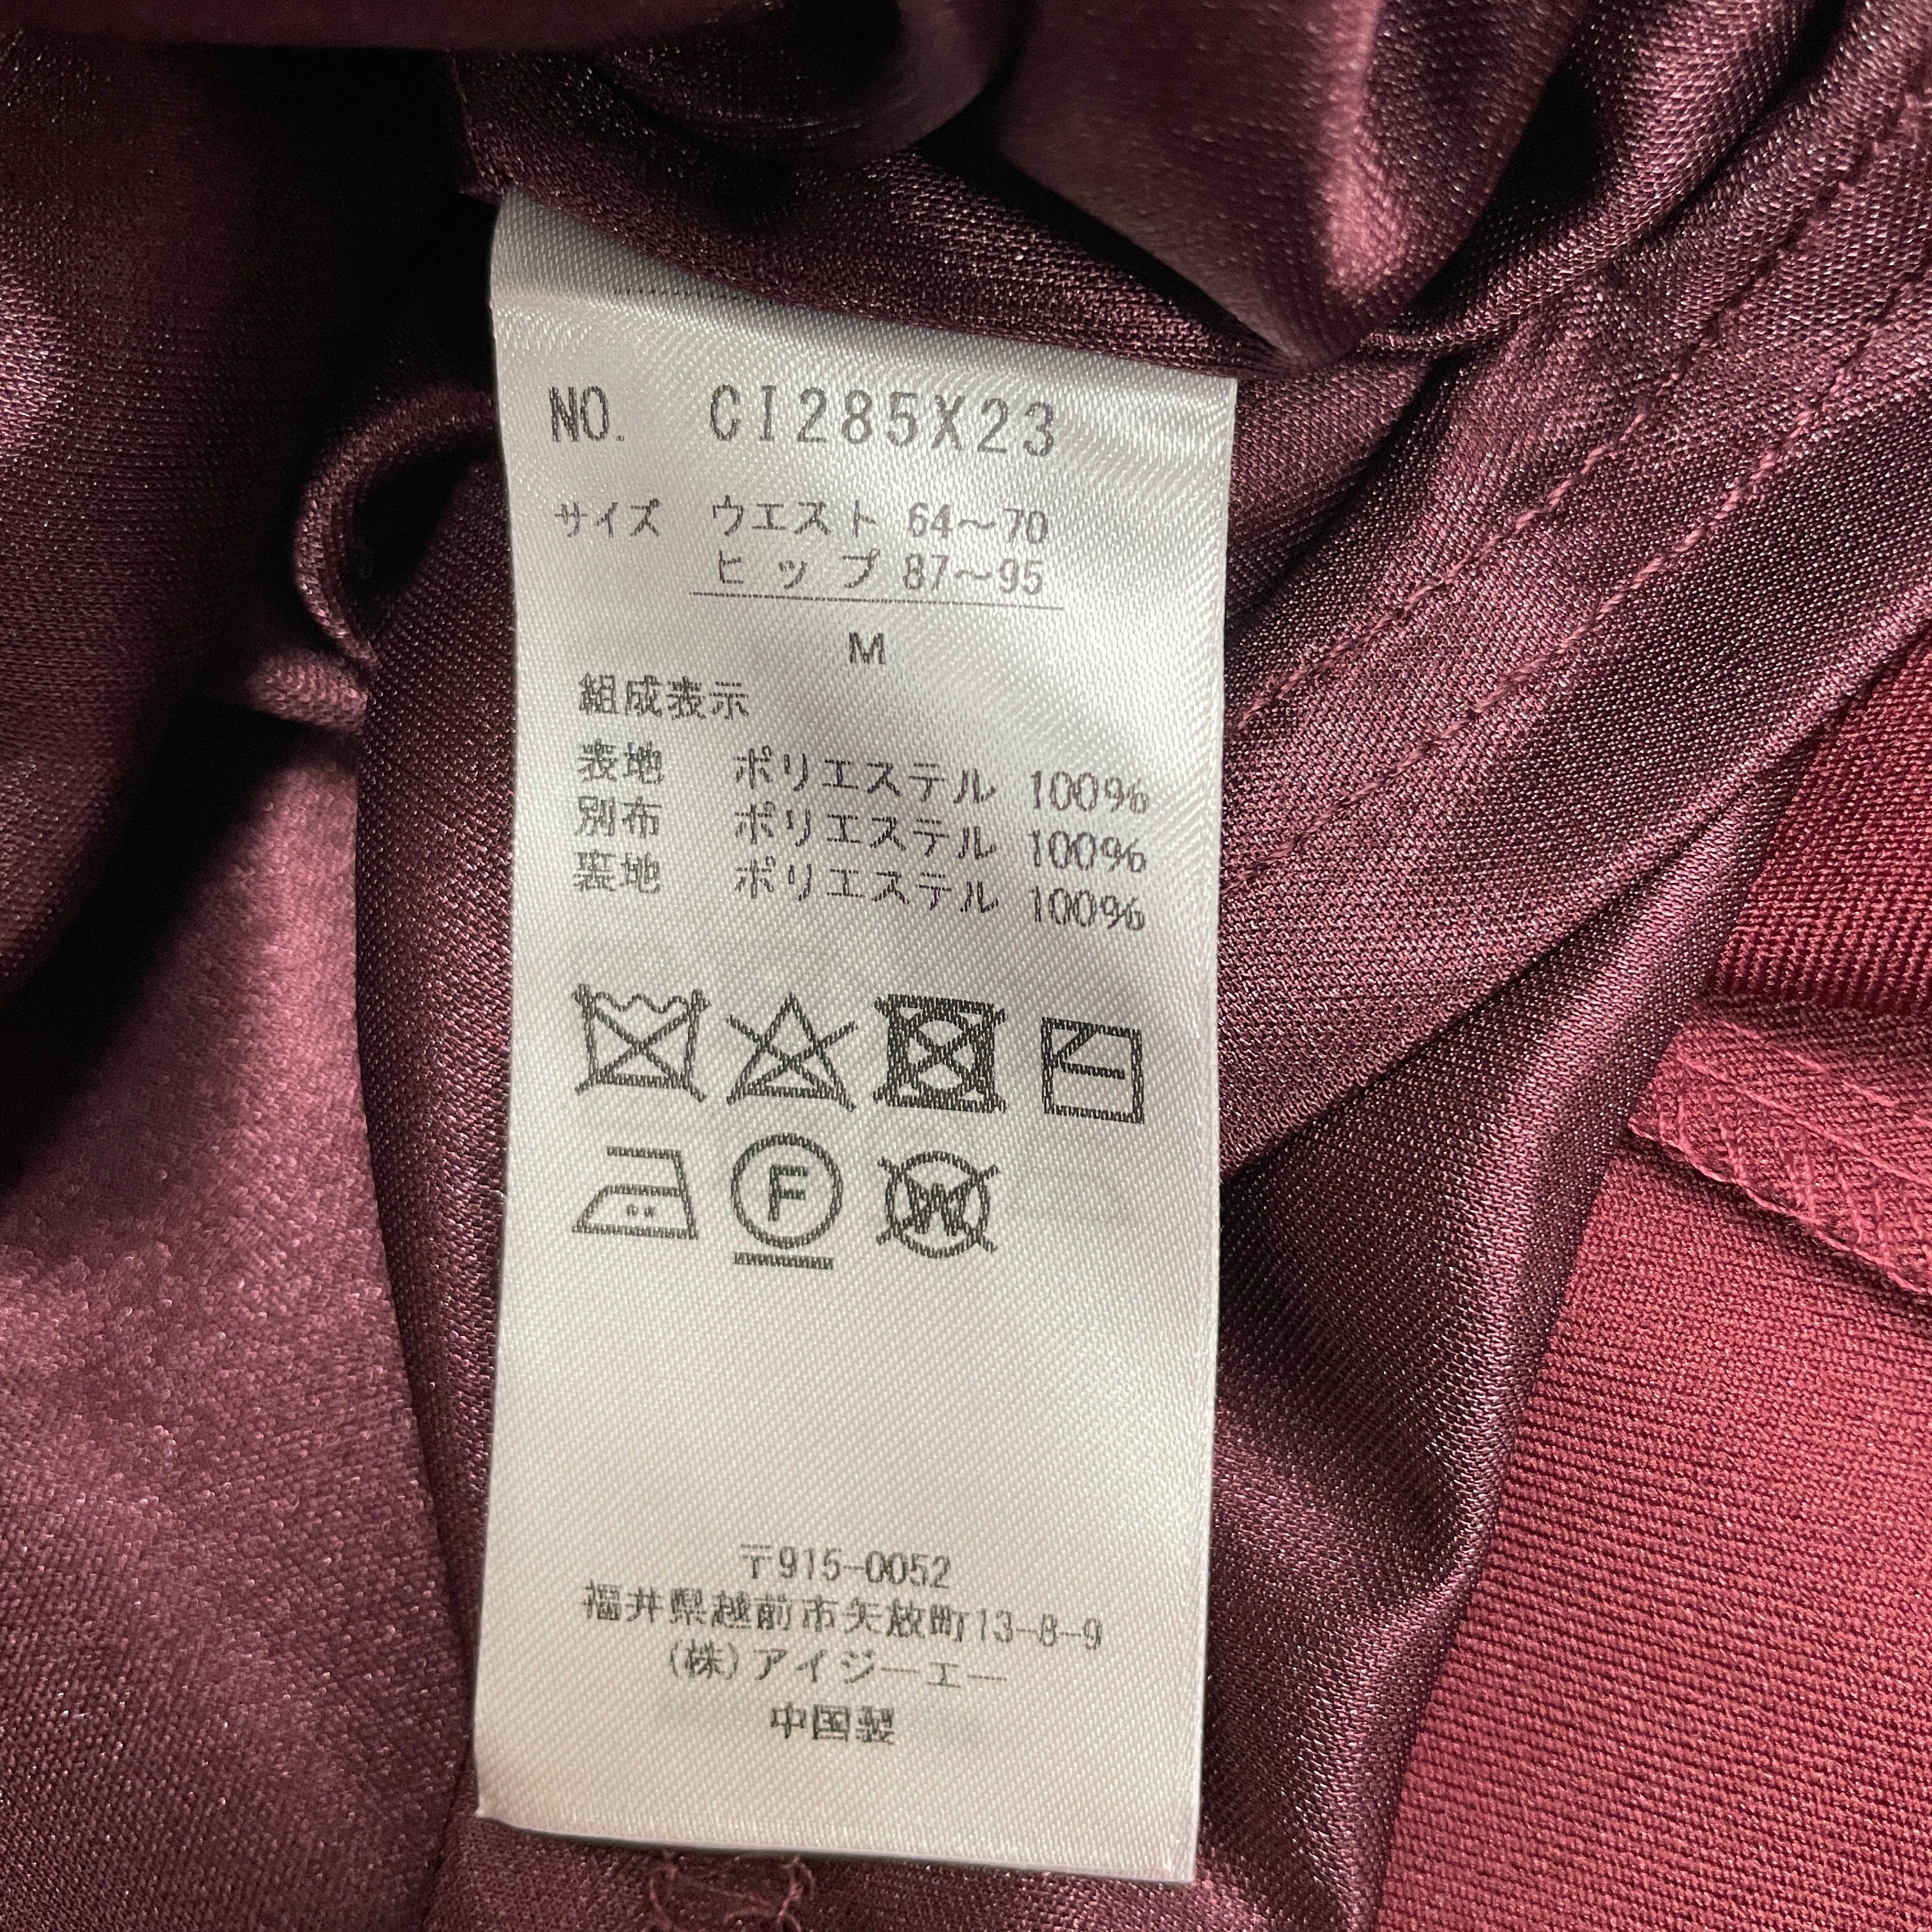 NO. CI285X23
サイズ ウエスト 64～70
ヒップ 87～95
M
組成表示
表地 ポリエステル 100%
別布 ポリエステル 100%
裏地 ポリエステル 100%
F W
〒915-0052
福井県越前市矢放町13-8-9
(株)アイジーエー
中国製